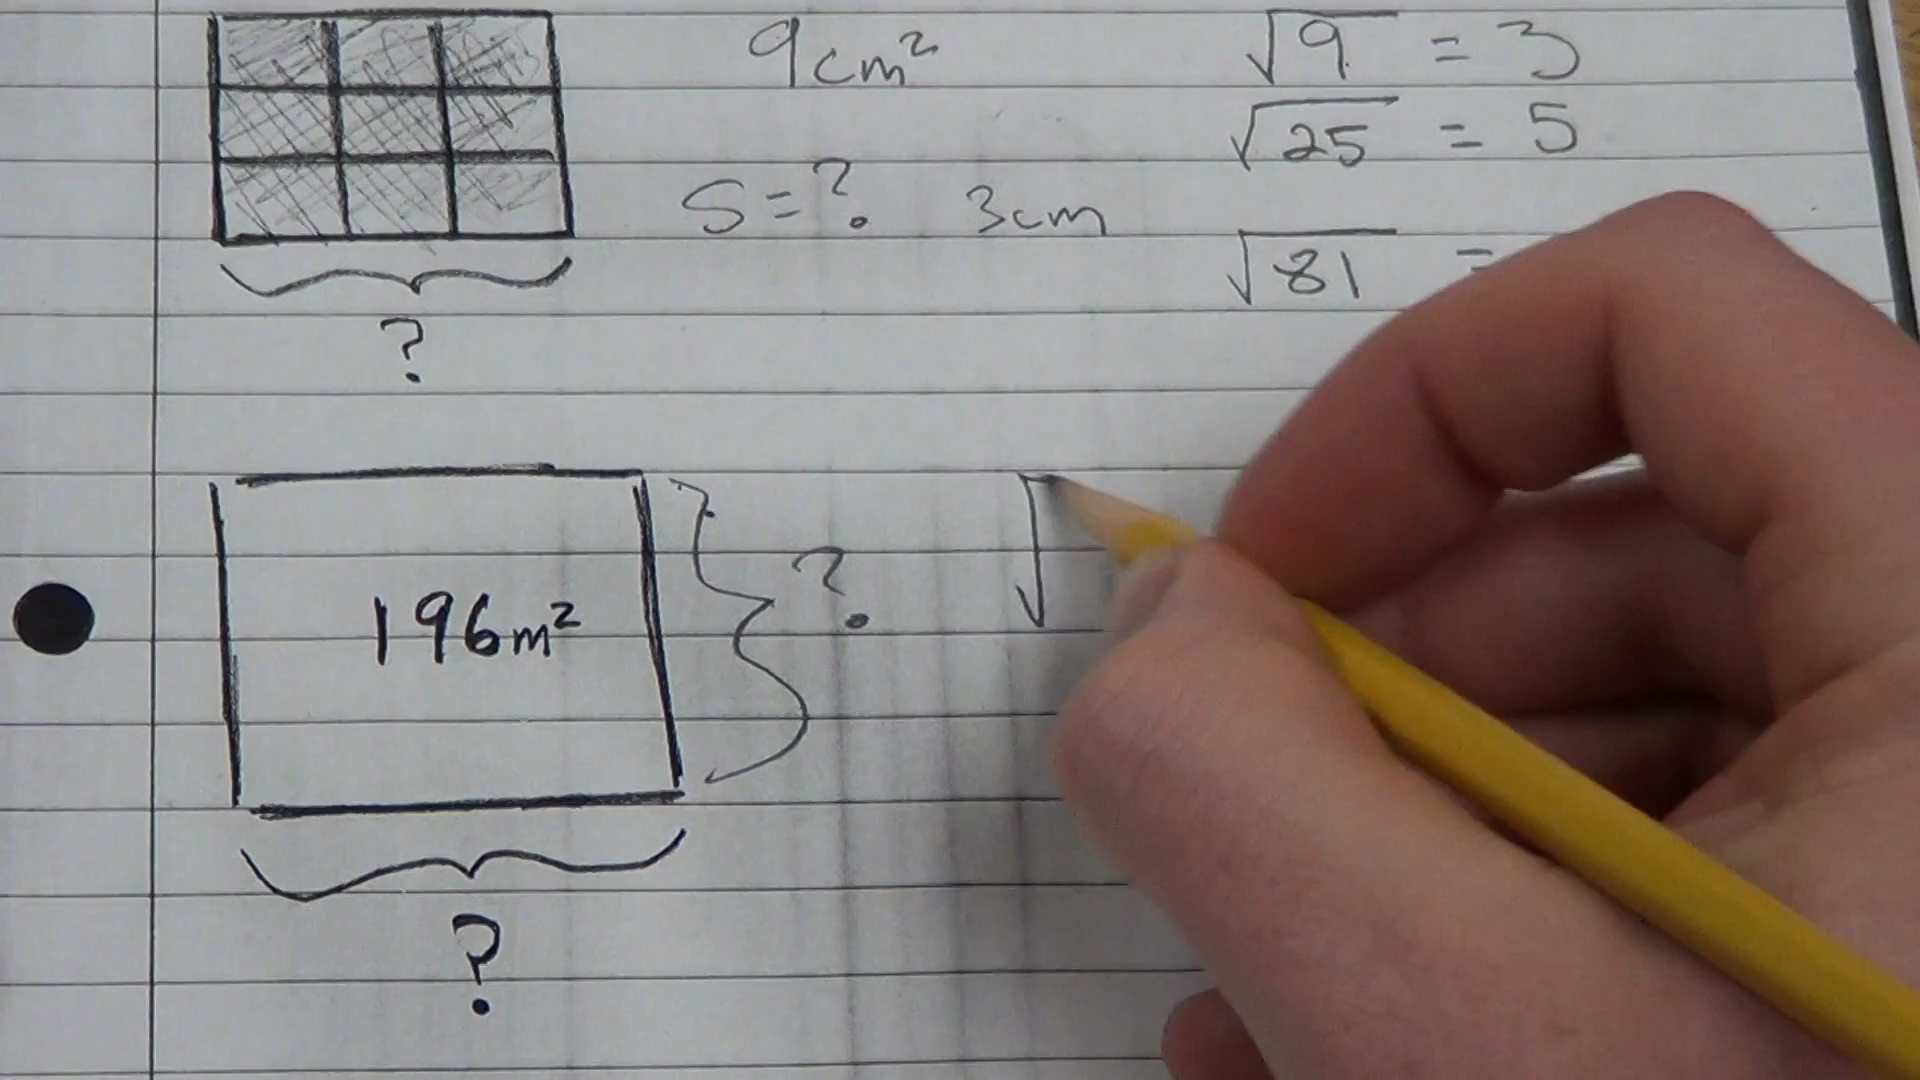 9cm²
√9 = 3
√25 = 5
S = ? 3cm
√81 =
?
196m²
?
√
?